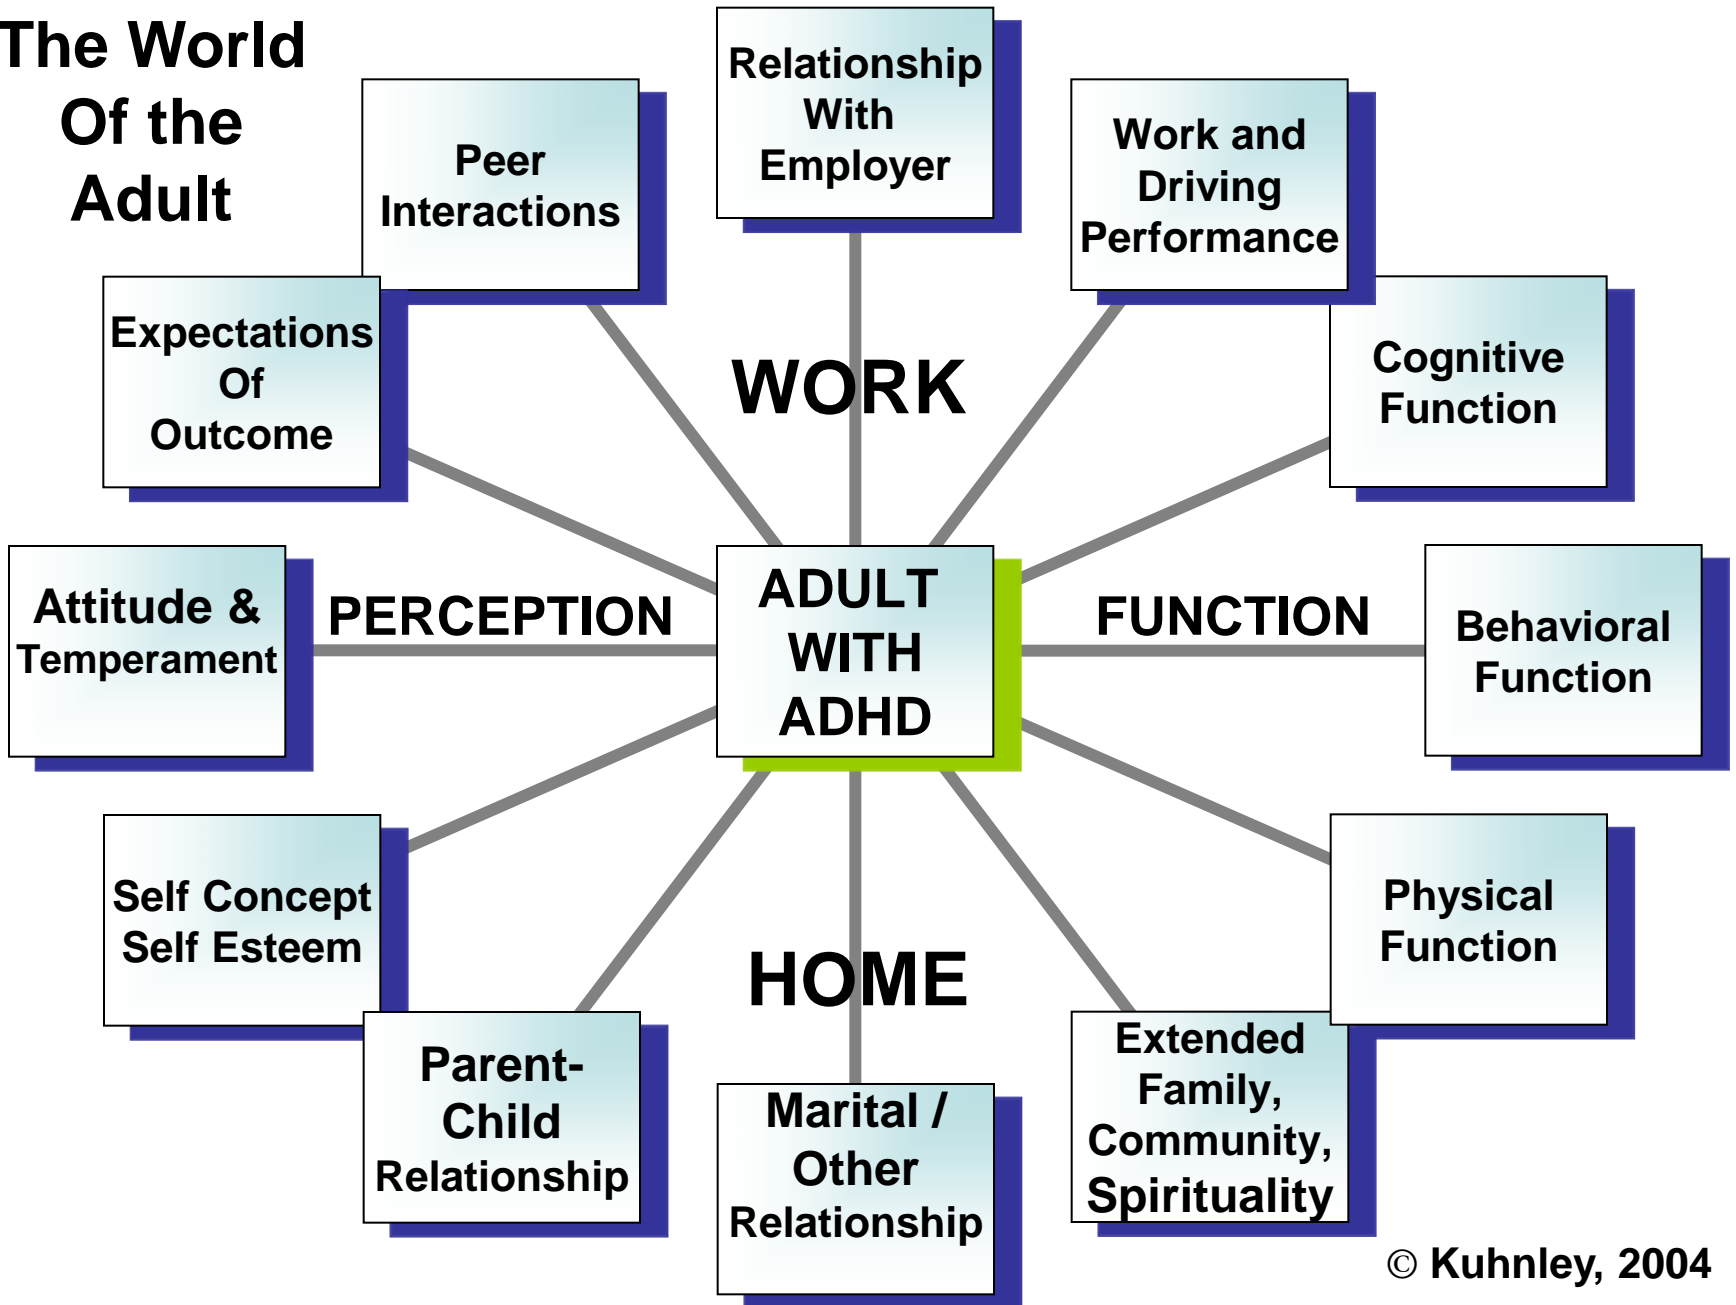 The World
Of the
Adult
Peer
Interactions
Relationship
With
Employer
Work and
Driving
Performance
Expectations
Of
Outcome
WORK
Cognitive
Function
Attitude &
Temperament
PERCEPTION
ADULT
WITH
ADHD
FUNCTION
Behavioral
Function
Self Concept
Self Esteem
HOME
Physical
Function
Parent-
Child
Relationship
Marital /
Other
Relationship
Extended
Family,
Community,
Spirituality
© Kuhnley, 2004